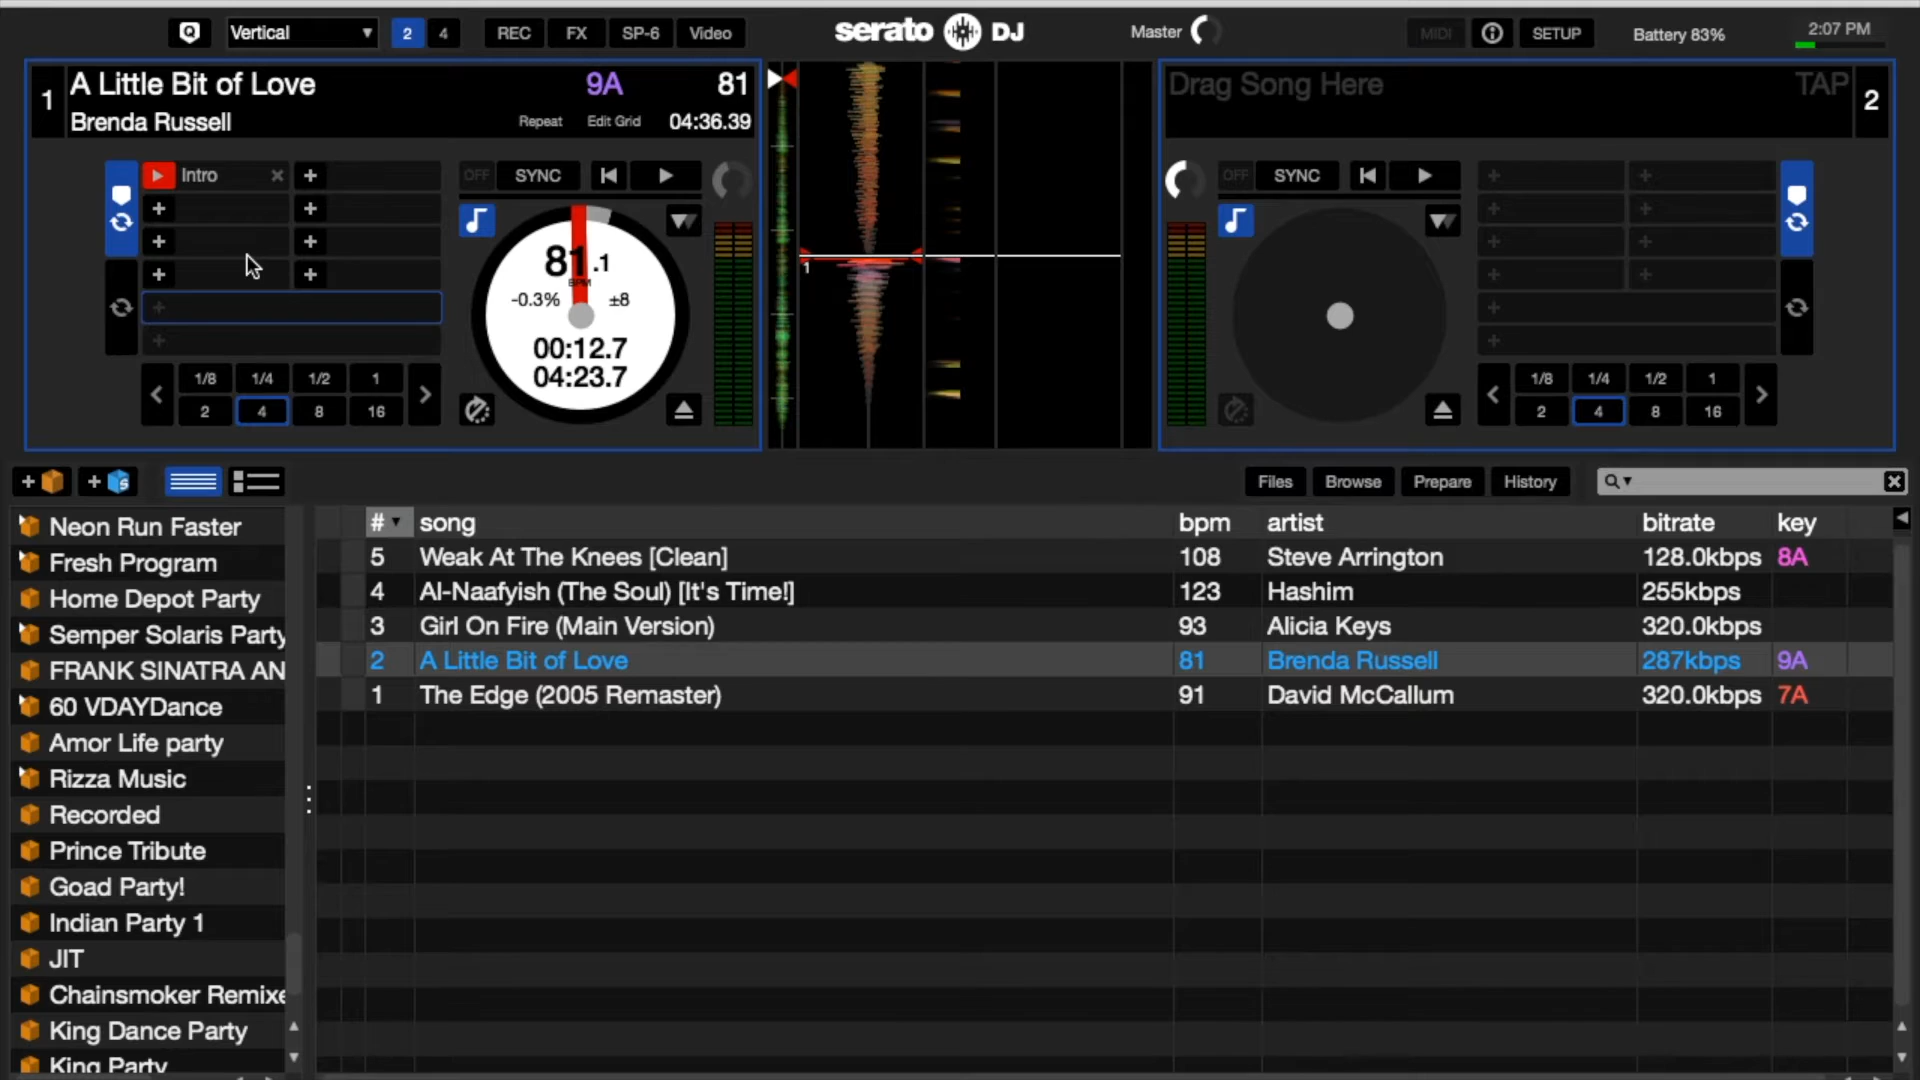 Vertical 2 4 REC FX SP-6 Video serato DJ Master MIDI SETUP Battery 83% 2:07 PM
1 A Little Bit of Love 9A 81
Brenda Russell Repeat Edit Grid 04:36.39
Drag Song Here TAP 2
Intro OFF SYNC
OFF SYNC
81.1
BPM
-0.3% ±8
00:12.7
04:23.7
1
1/8 1/4 1/2 1
2 4 8 16
1/8 1/4 1/2 1
2 4 8 16
Files Browse Prepare History
# song bpm artist bitrate key
5 Weak At The Knees [Clean] 108 Steve Arrington 128.0kbps 8A
4 Al-Naafyish (The Soul) [It's Time!] 123 Hashim 255kbps
3 Girl On Fire (Main Version) 93 Alicia Keys 320.0kbps
2 A Little Bit of Love 81 Brenda Russell 287kbps 9A
1 The Edge (2005 Remaster) 91 David McCallum 320.0kbps 7A
Neon Run Faster
Fresh Program
Home Depot Party
Semper Solaris Party
FRANK SINATRA AN
60 VDAYDance
Amor Life party
Rizza Music
Recorded
Prince Tribute
Goad Party!
Indian Party 1
JIT
Chainsmoker Remixe
King Dance Party
King Party